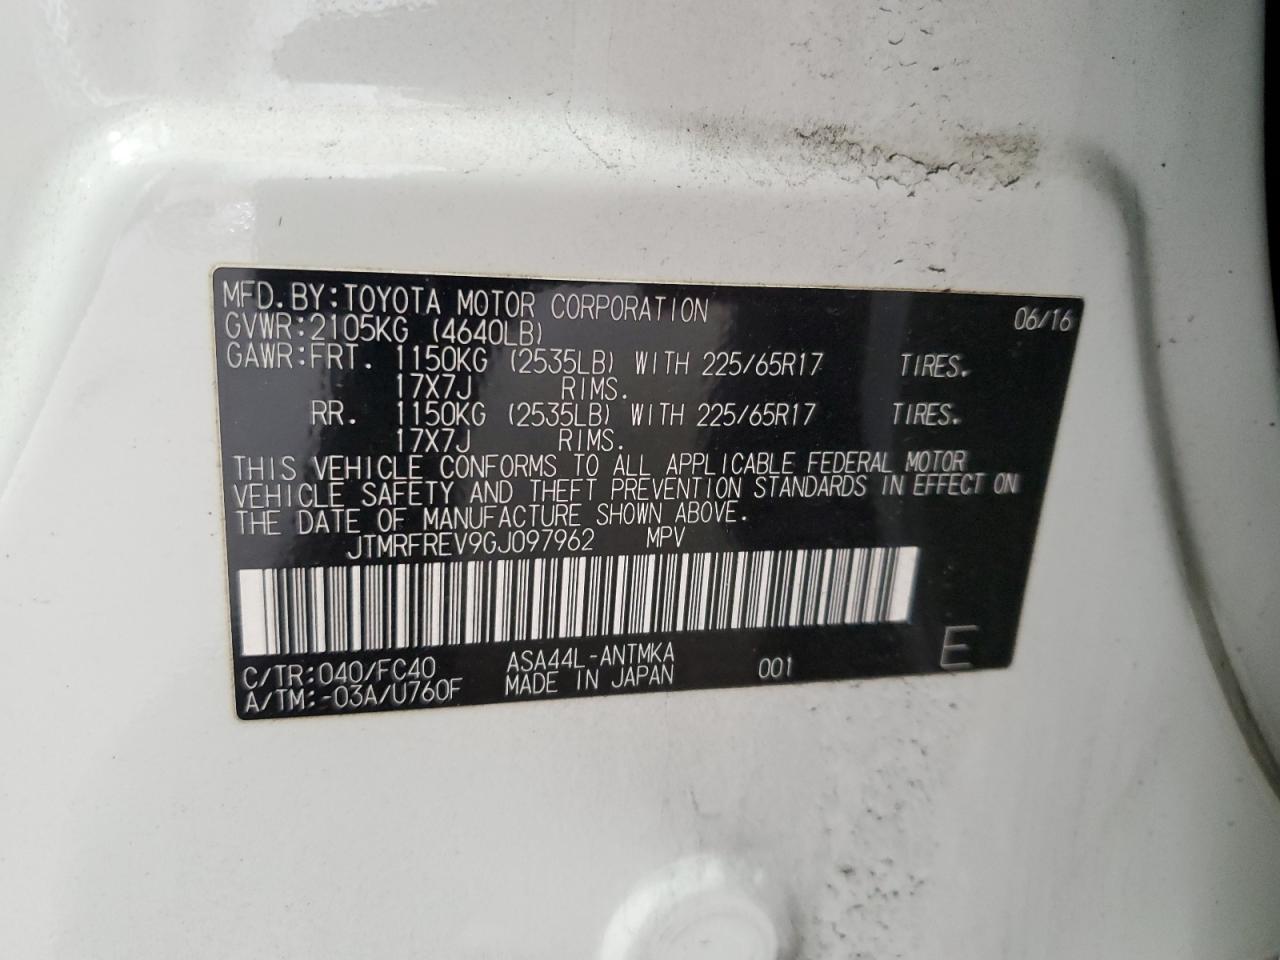 MFD.BY:TOYOTA MOTOR CORPORATION 06/16
GVWR:2105KG (4640LB)
GAWR:FRT. 1150KG (2535LB) WITH 225/65R17 TIRES.
17X7J RIMS.
RR. 1150KG (2535LB) WITH 225/65R17 TIRES.
17X7J RIMS.
THIS VEHICLE CONFORMS TO ALL APPLICABLE FEDERAL MOTOR
VEHICLE SAFETY AND THEFT PREVENTION STANDARDS IN EFFECT ON
THE DATE OF MANUFACTURE SHOWN ABOVE.
JTMRFREV9GJ097962 MPV
C/TR:040/FC40 ASA44L-ANTMKA 001 E
A/TM:-03A/U760F MADE IN JAPAN